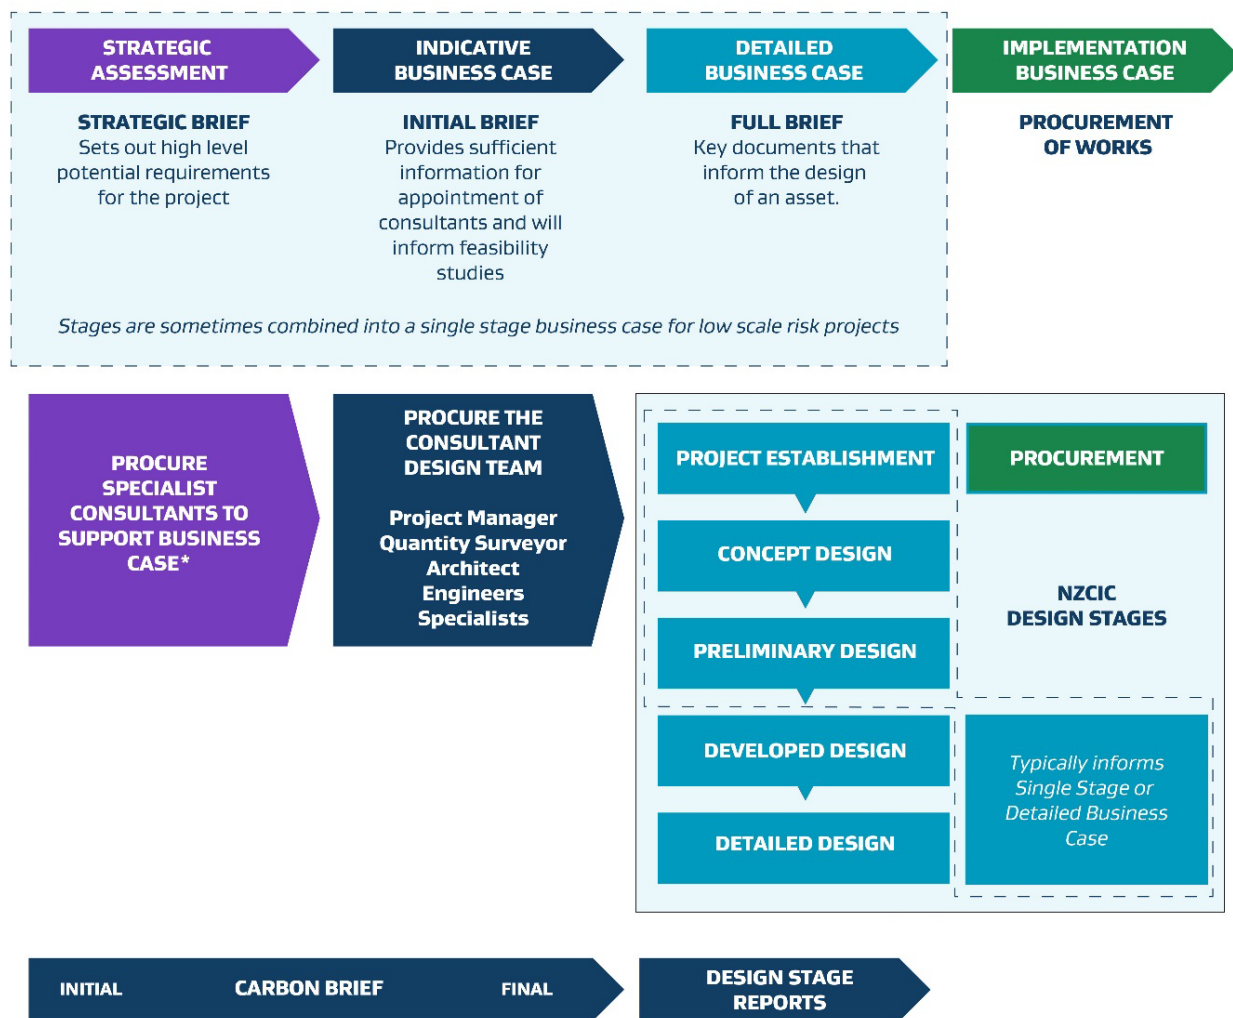 STRATEGIC
ASSESSMENT
INDICATIVE
BUSINESS CASE
DETAILED
BUSINESS CASE
IMPLEMENTATION
BUSINESS CASE
STRATEGIC BRIEF
Sets out high level
potential requirements
for the project
INITIAL BRIEF
Provides sufficient
information for
appointment of
consultants and will
inform feasibility
studies
FULL BRIEF
Key documents that
inform the design
of an asset.
PROCUREMENT
OF WORKS
Stages are sometimes combined into a single stage business case for low scale risk projects
PROCURE
SPECIALIST
CONSULTANTS TO
SUPPORT BUSINESS
CASE*
PROCURE THE
CONSULTANT
DESIGN TEAM
Project Manager
Quantity Surveyor
Architect
Engineers
Specialists
PROJECT ESTABLISHMENT
CONCEPT DESIGN
PRELIMINARY DESIGN
DEVELOPED DESIGN
DETAILED DESIGN
PROCUREMENT
NZCIC
DESIGN STAGES
Typically informs
Single Stage or
Detailed Business
Case
INITIAL
CARBON BRIEF
FINAL
DESIGN STAGE
REPORTS